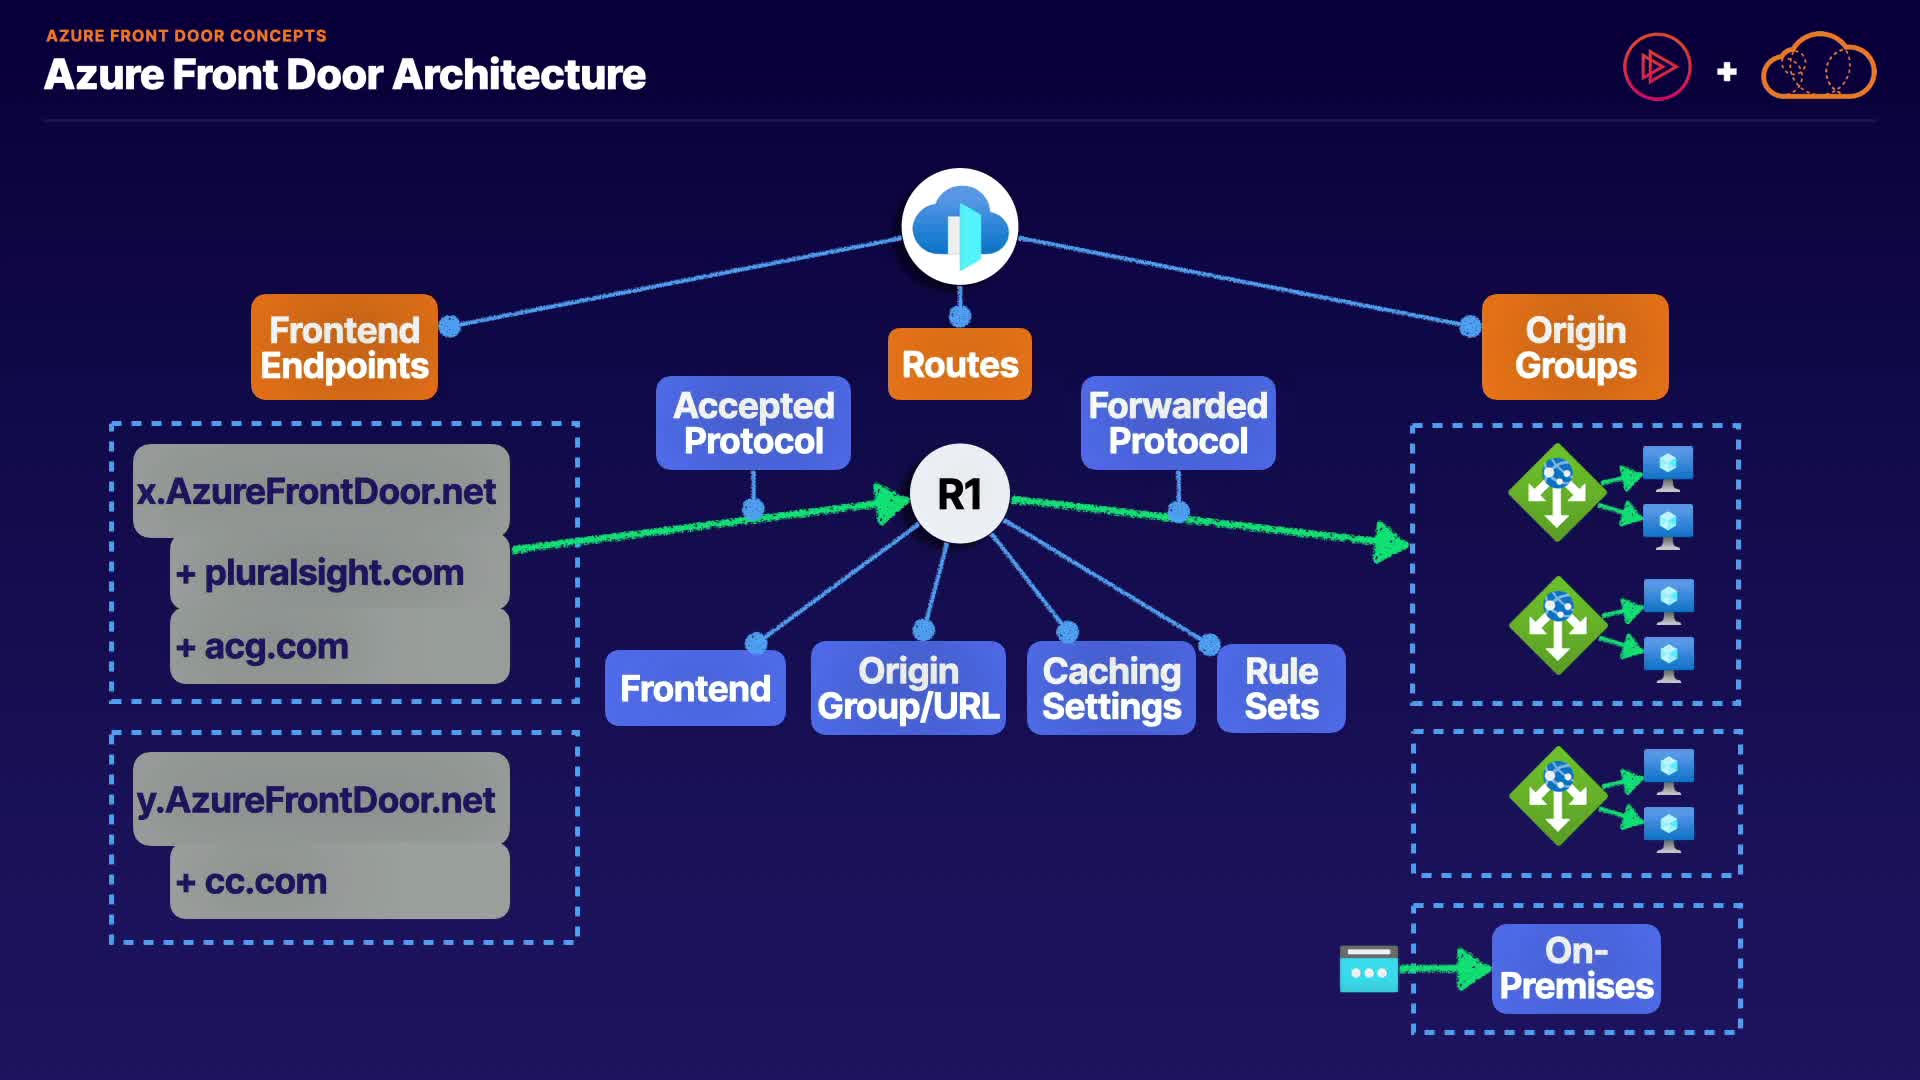 AZURE FRONT DOOR CONCEPTS
Azure Front Door Architecture
Frontend
Endpoints
Routes
Origin
Groups
Accepted
Protocol
Forwarded
Protocol
x.AzureFrontDoor.net
+ pluralsight.com
+ acg.com
R1
Frontend
Origin
Group/URL
Caching
Settings
Rule
Sets
y.AzureFrontDoor.net
+ cc.com
On-
Premises